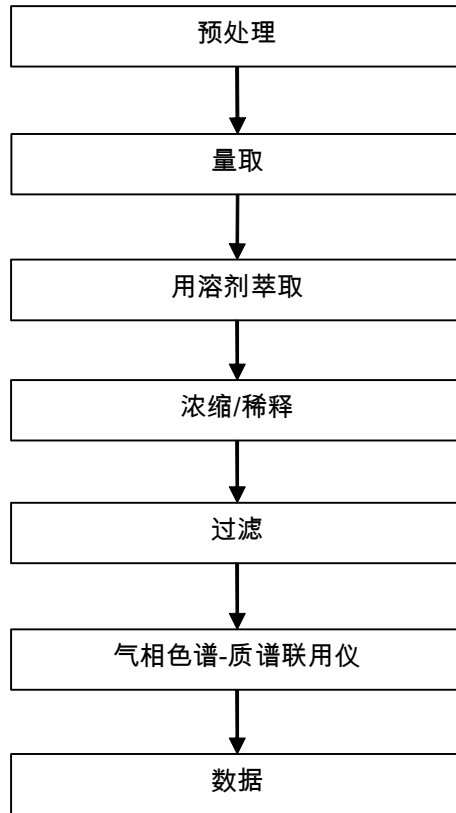 预处理
量取
用溶剂萃取
浓缩/稀释
过滤
气相色谱-质谱联用仪
数据